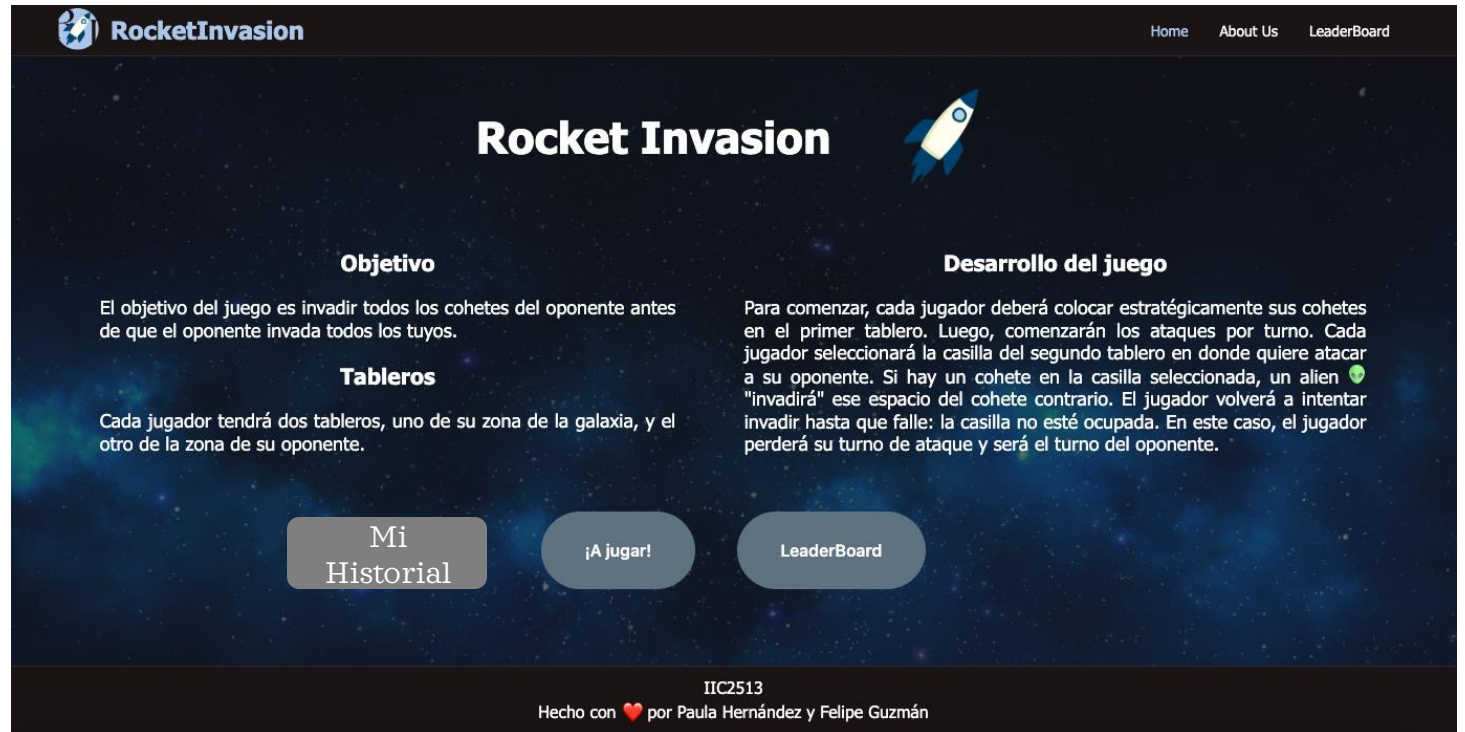 RocketInvasion
Home
About Us
LeaderBoard
Rocket Invasion
Objetivo
El objetivo del juego es invadir todos los cohetes del oponente antes
de que el oponente invada todos los tuyos.
Tableros
Cada jugador tendrá dos tableros, uno de su zona de la galaxia, y el
otro de la zona de su oponente.
Desarrollo del juego
Para comenzar, cada jugador deberá colocar estratégicamente sus cohetes
en el primer tablero. Luego, comenzarán los ataques por turno. Cada
jugador seleccionará la casilla del segundo tablero en donde quiere atacar
a su oponente. Si hay un cohete en la casilla seleccionada, un alien 👽
"invadirá" ese espacio del cohete contrario. El jugador volverá a intentar
invadir hasta que falle: la casilla no esté ocupada. En este caso, el jugador
perderá su turno de ataque y será el turno del oponente.
Mi
Historial
¡A jugar!
LeaderBoard
IIC2513
Hecho con ❤️ por Paula Hernández y Felipe Guzmán